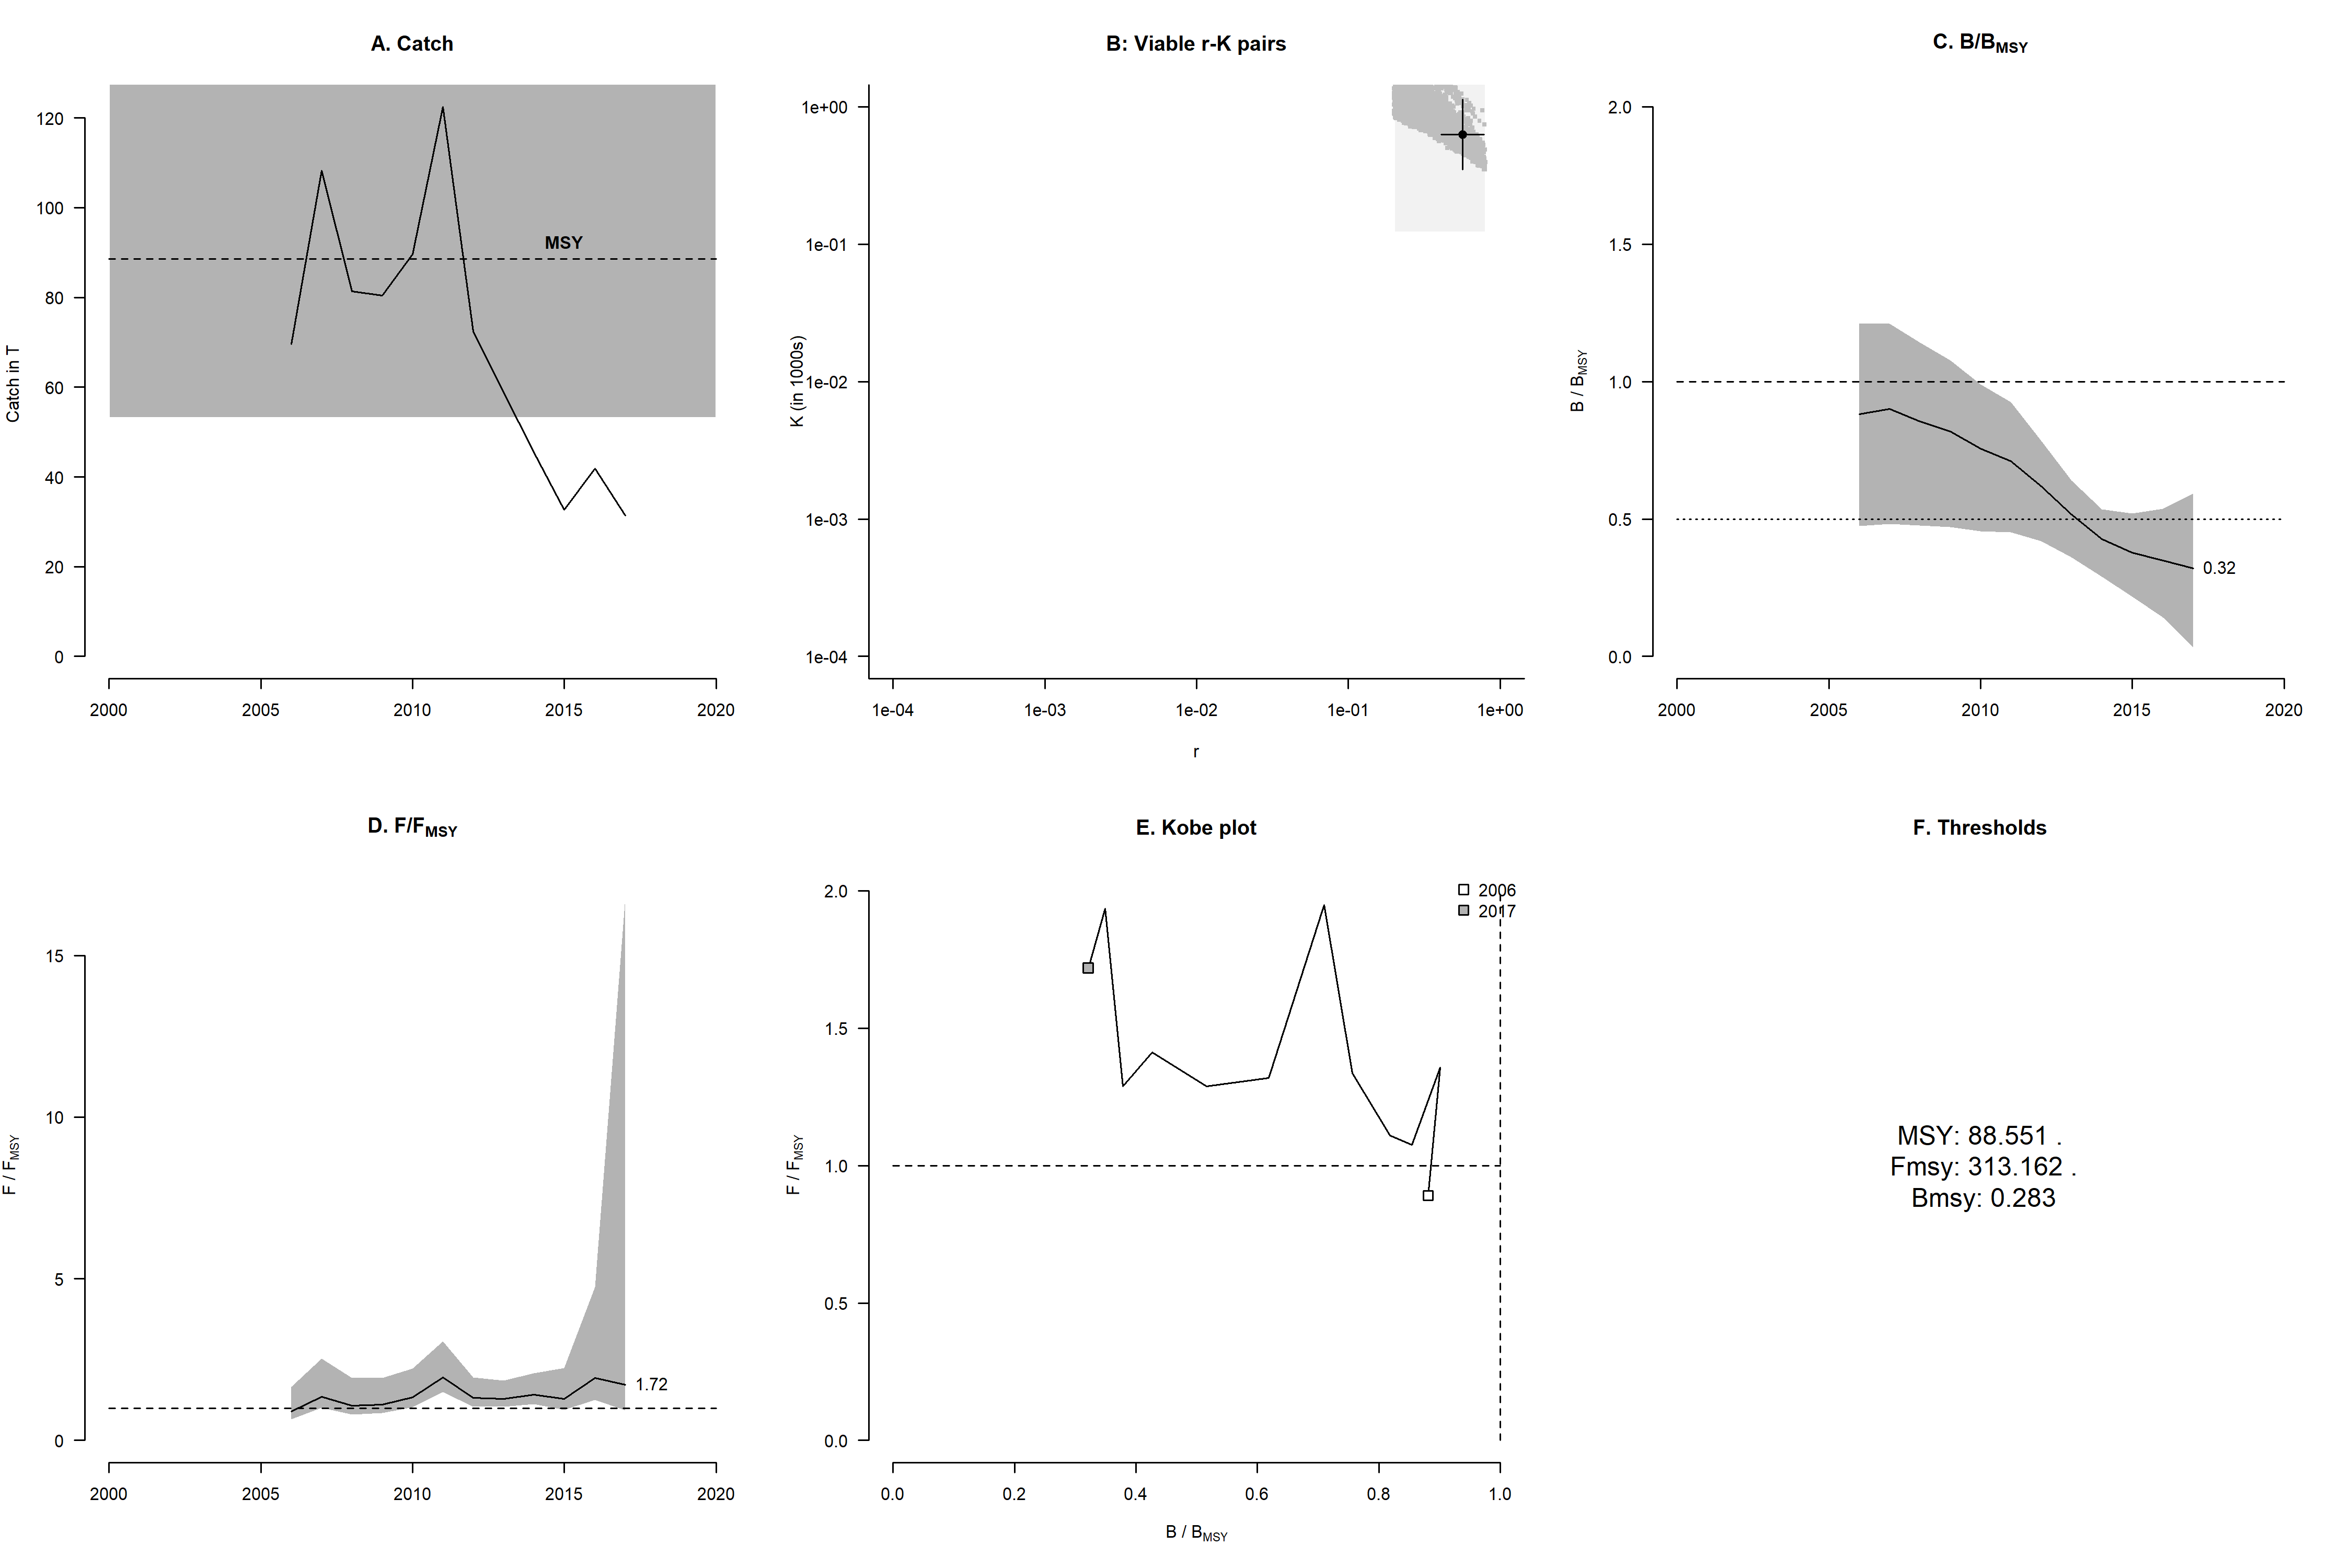 A. Catch
120
100
80
60
40
20
0
Catch in T
MSY
2000
2005
2010
2015
2020
B: Viable r-K pairs
1e+00
1e-01
1e-02
1e-03
1e-04
K (in 1000s)
1e-04
1e-03
1e-02
1e-01
1e+00
r
C. B/BMSY
2.0
1.5
1.0
0.5
0.0
B / BMSY
0.32
2000
2005
2010
2015
2020
D. F/FMSY
15
10
5
0
F / FMSY
1.72
2000
2005
2010
2015
2020
E. Kobe plot
2.0
1.5
1.0
0.5
0.0
F / FMSY
2006
2017
0.0
0.2
0.4
0.6
0.8
1.0
B / BMSY
F. Thresholds
MSY: 88.551 .
Fmsy: 313.162 .
Bmsy: 0.283